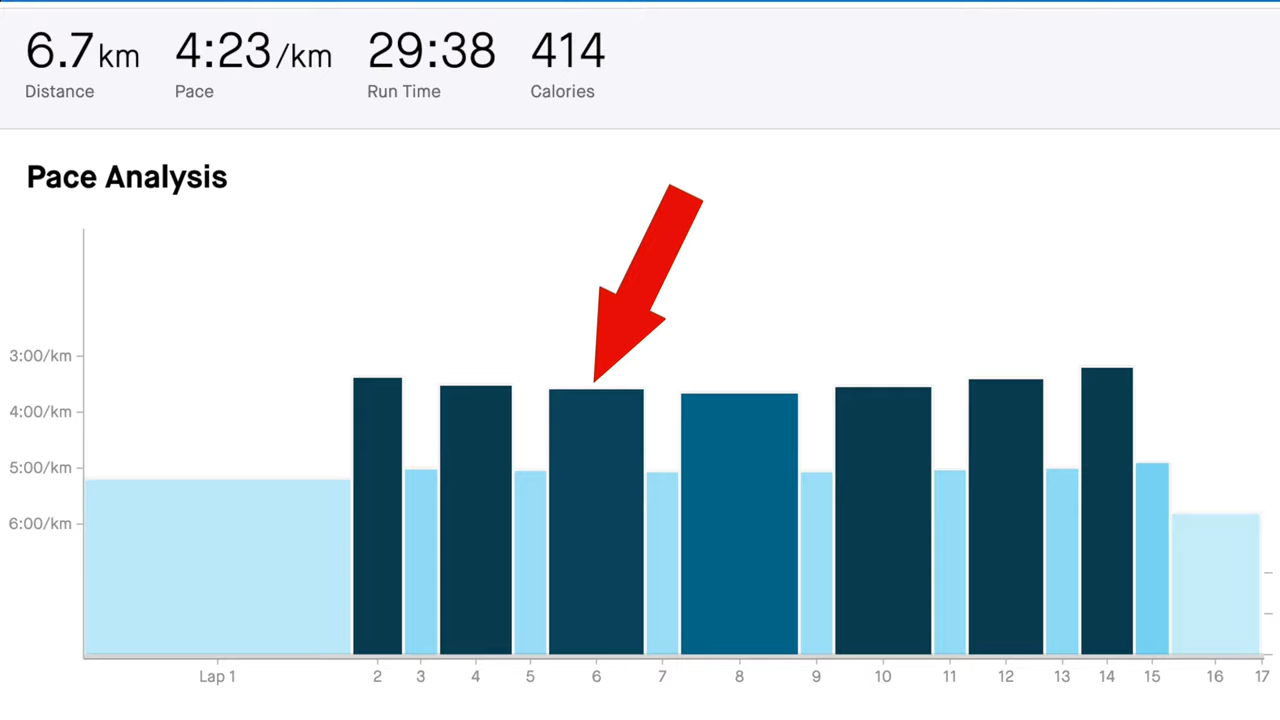 6.7 km 4:23 /km 29:38 414
Distance Pace Run Time Calories
Pace Analysis
3:00/km
4:00/km
5:00/km
6:00/km
Lap 1 2 3 4 5 6 7 8 9 10 11 12 13 14 15 16 17